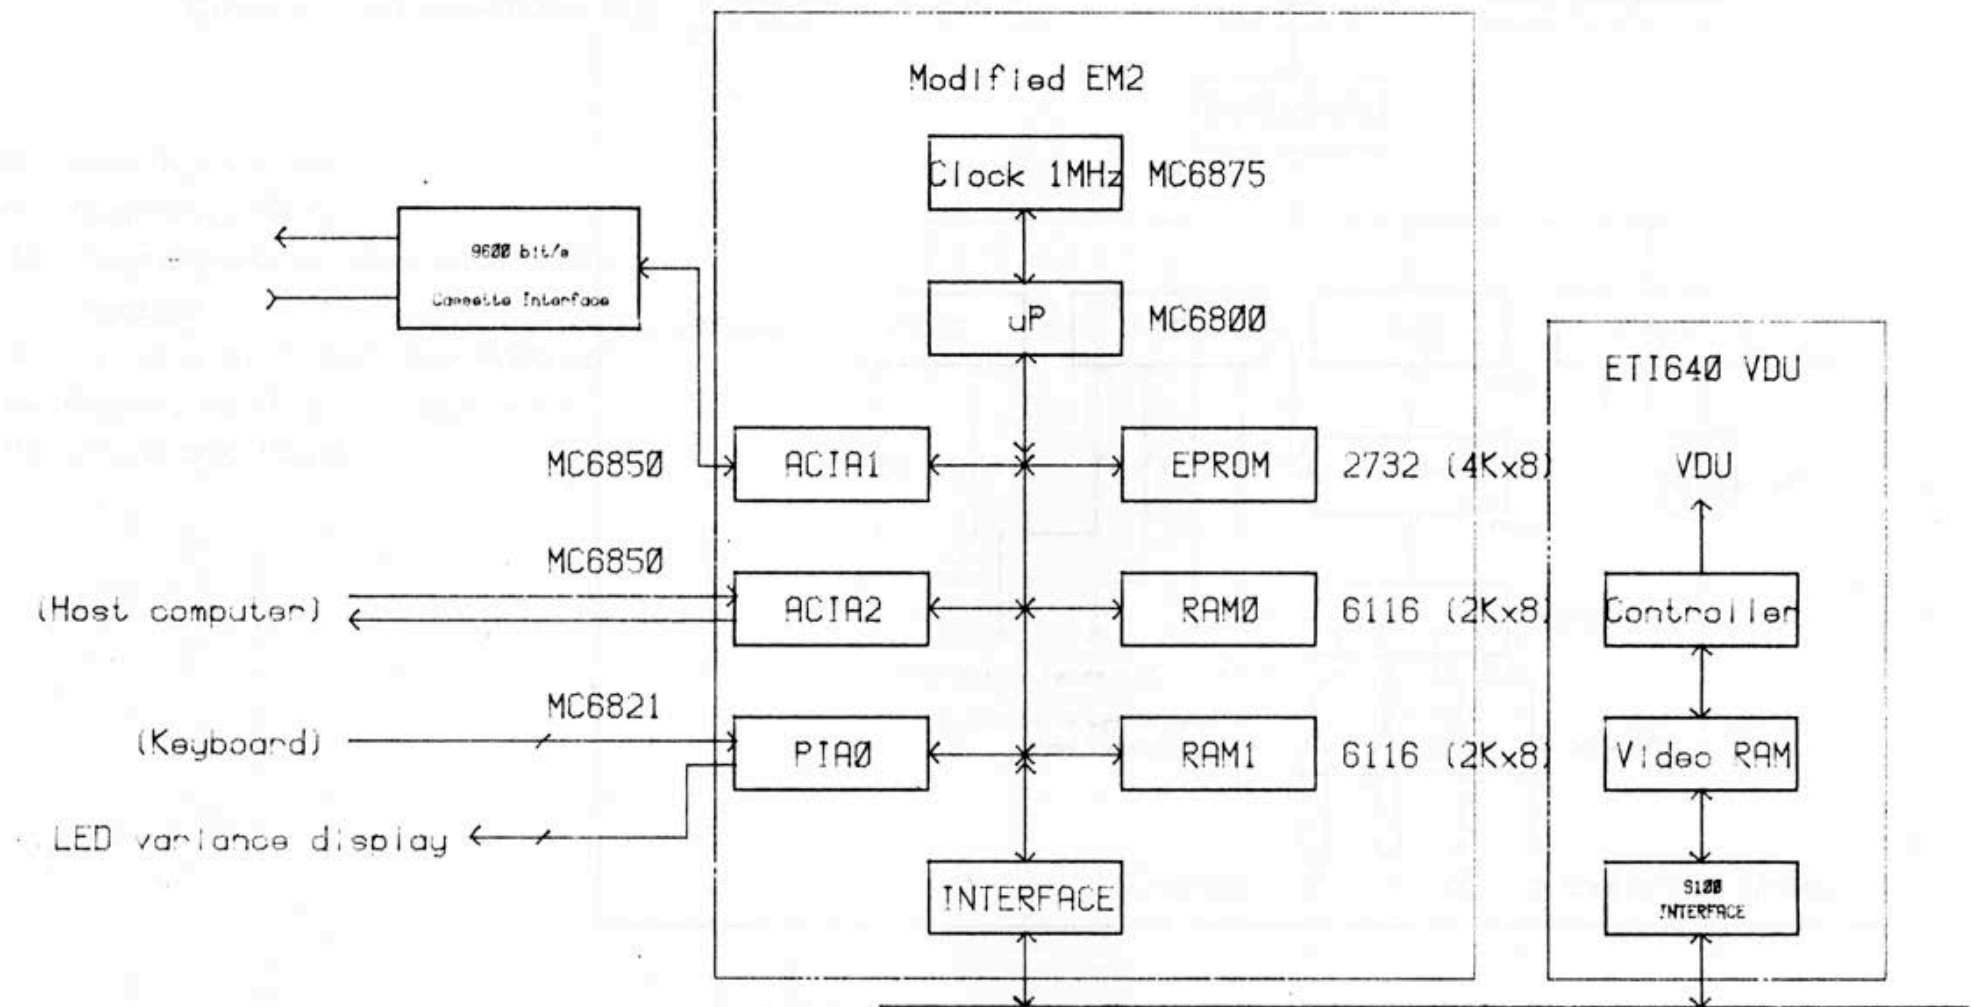 Modified EM2
Clock 1MHz MC6875
9600 bit/s
Cassette Interface
uP MC6800
ETI640 VDU
MC6850 ACIA1 EPROM 2732 (4Kx8) VDU
MC6850
(Host computer) ACIA2 RAM0 6116 (2Kx8) Controller
MC6821
(Keyboard) PIA0 RAM1 6116 (2Kx8) Video RAM
LED variance display
INTERFACE
S100
INTERFACE